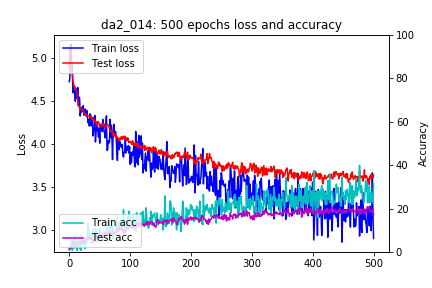 da2_014: 500 epochs loss and accuracy
Train loss
Test loss
Train acc
Test acc
Loss
5.0
4.5
4.0
3.5
3.0
Accuracy
100
80
60
40
20
0
0
100
200
300
400
500